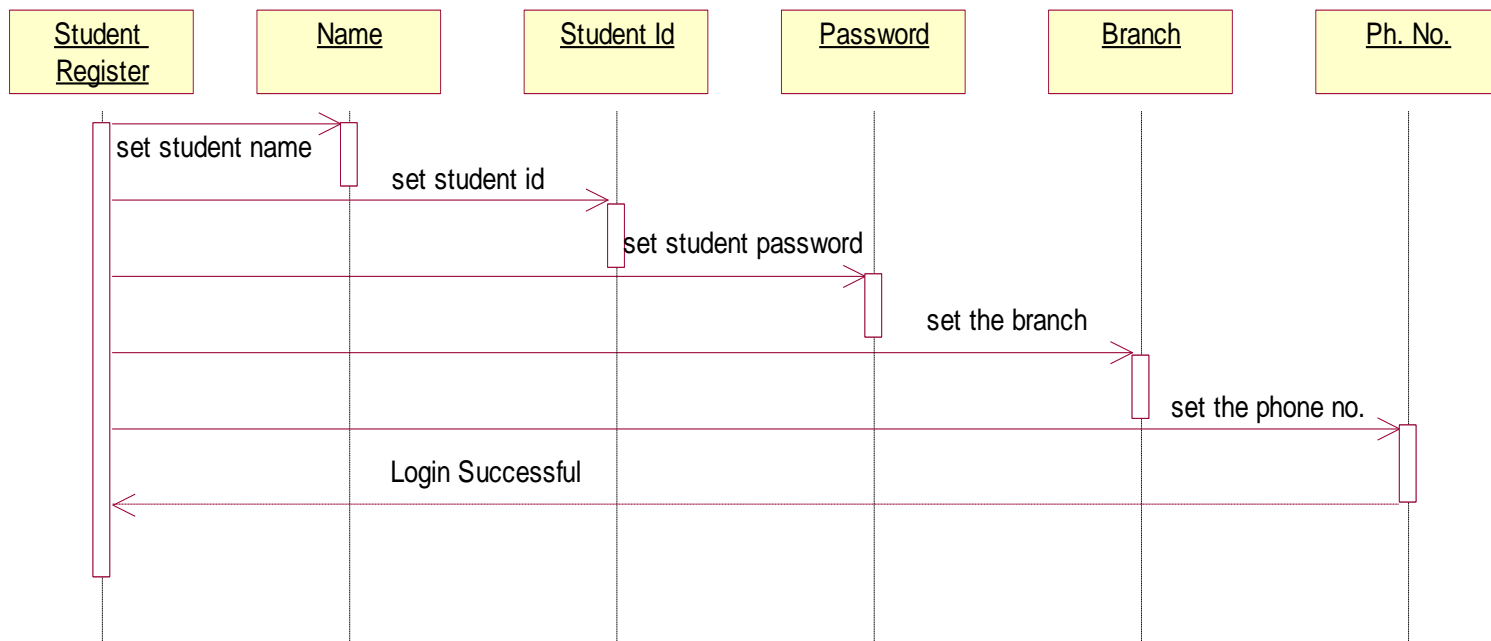 Student
Register
Name
Student Id
Password
Branch
Ph. No.
set student name
set student id
set student password
set the branch
set the phone no.
Login Successful